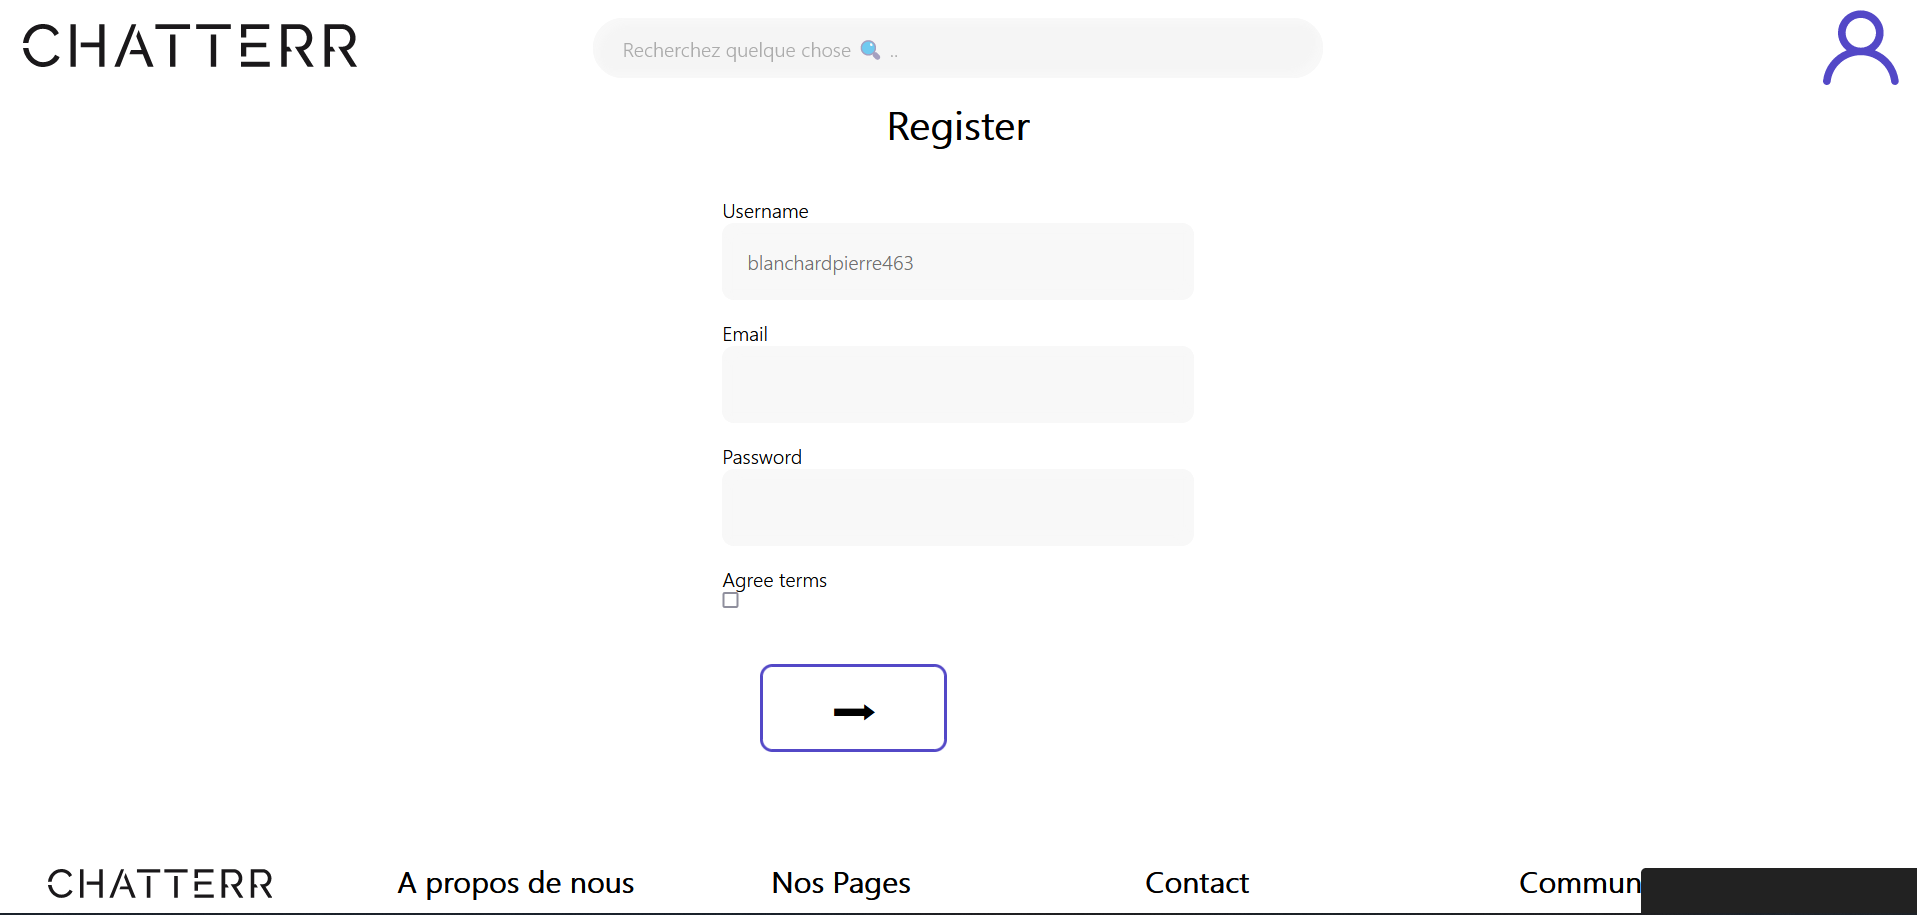 CHATTERR
Recherchez quelque chose 🔍 ..
Register
Username
blanchardpierre463
Email
Password
Agree terms
CHATTERR
A propos de nous
Nos Pages
Contact
Commun